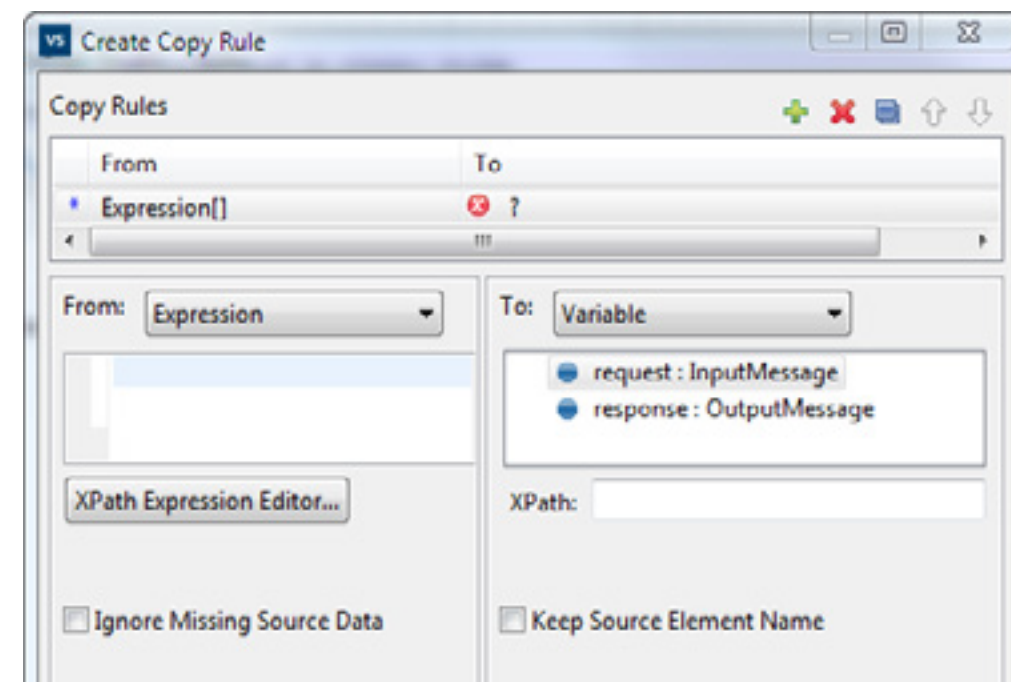 VS Create Copy Rule
Copy Rules
From To
* Expression[] ?
From: Expression
To: Variable
request : InputMessage
response : OutputMessage
XPath Expression Editor...
XPath:
Ignore Missing Source Data
Keep Source Element Name